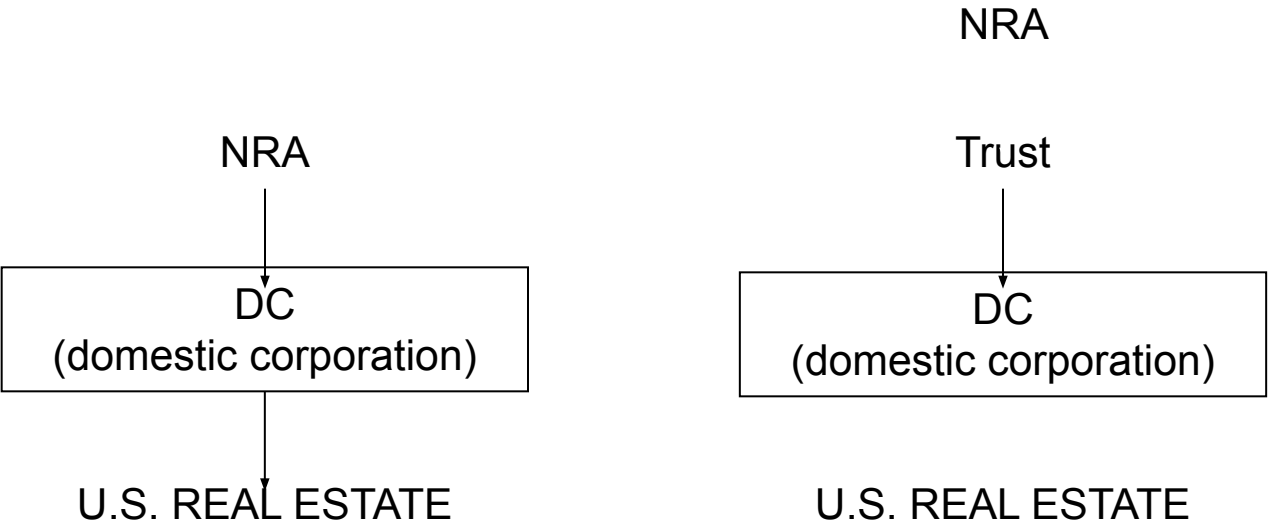 NRA
DC
(domestic corporation)
U.S. REAL ESTATE
NRA
Trust
DC
(domestic corporation)
U.S. REAL ESTATE